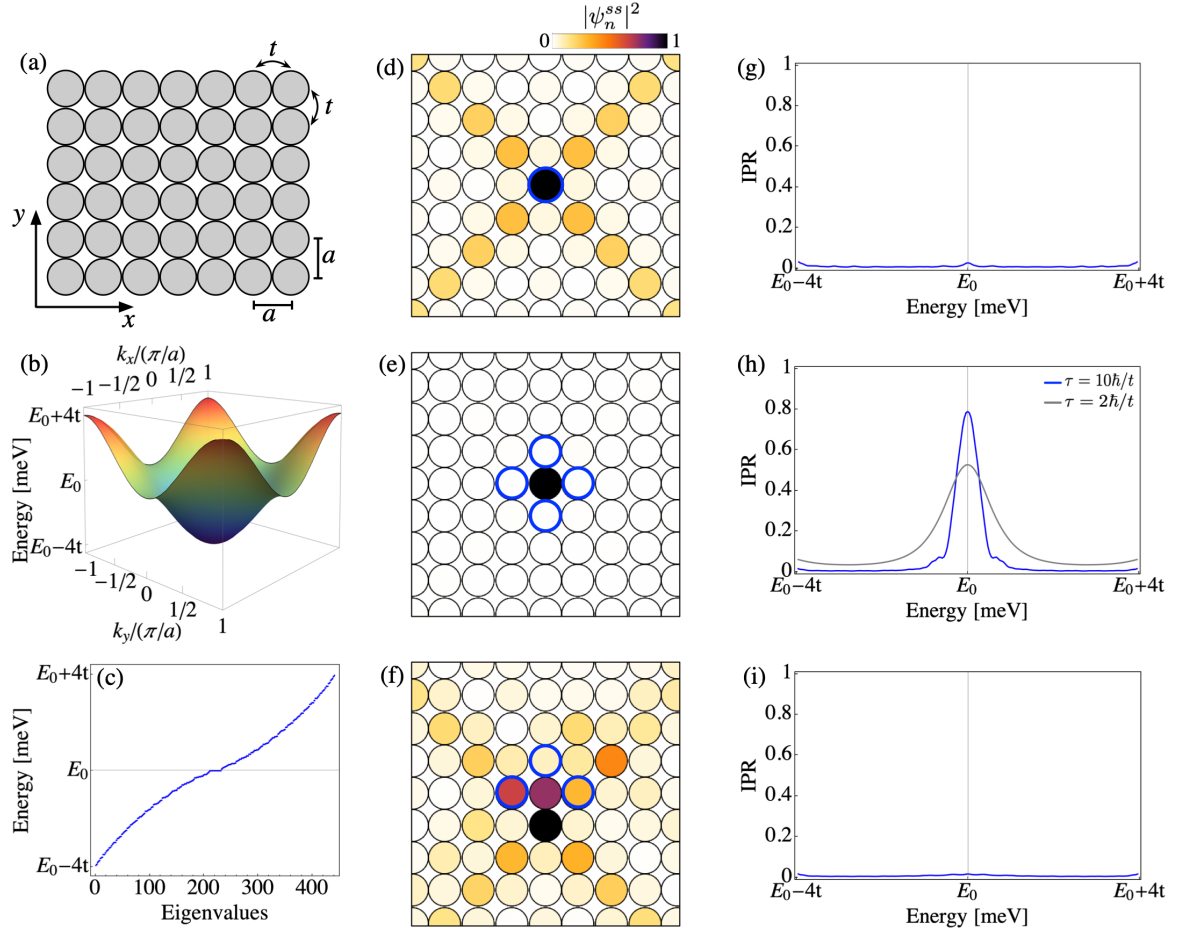 (a)
t
t
y
a
x
a
(b)
k_x/(π/a)
−1 −1/2 0 1/2 1
E₀+4t
E₀
E₀−4t
Energy [meV]
−1 −1/2 0 1/2 1
k_y/(π/a)
(c)
E₀+4t
E₀
E₀−4t
Energy [meV]
0 100 200 300 400
Eigenvalues
|ψ_n^{ss}|²
0 1
(d)
(e)
(f)
(g)
1
0.8
0.6
0.4
0.2
0
IPR
E₀−4t E₀ E₀+4t
Energy [meV]
(h)
τ = 10ℏ/t
τ = 2ℏ/t
1
0.8
0.6
0.4
0.2
0
IPR
E₀−4t E₀ E₀+4t
Energy [meV]
(i)
1
0.8
0.6
0.4
0.2
0
IPR
E₀−4t E₀ E₀+4t
Energy [meV]